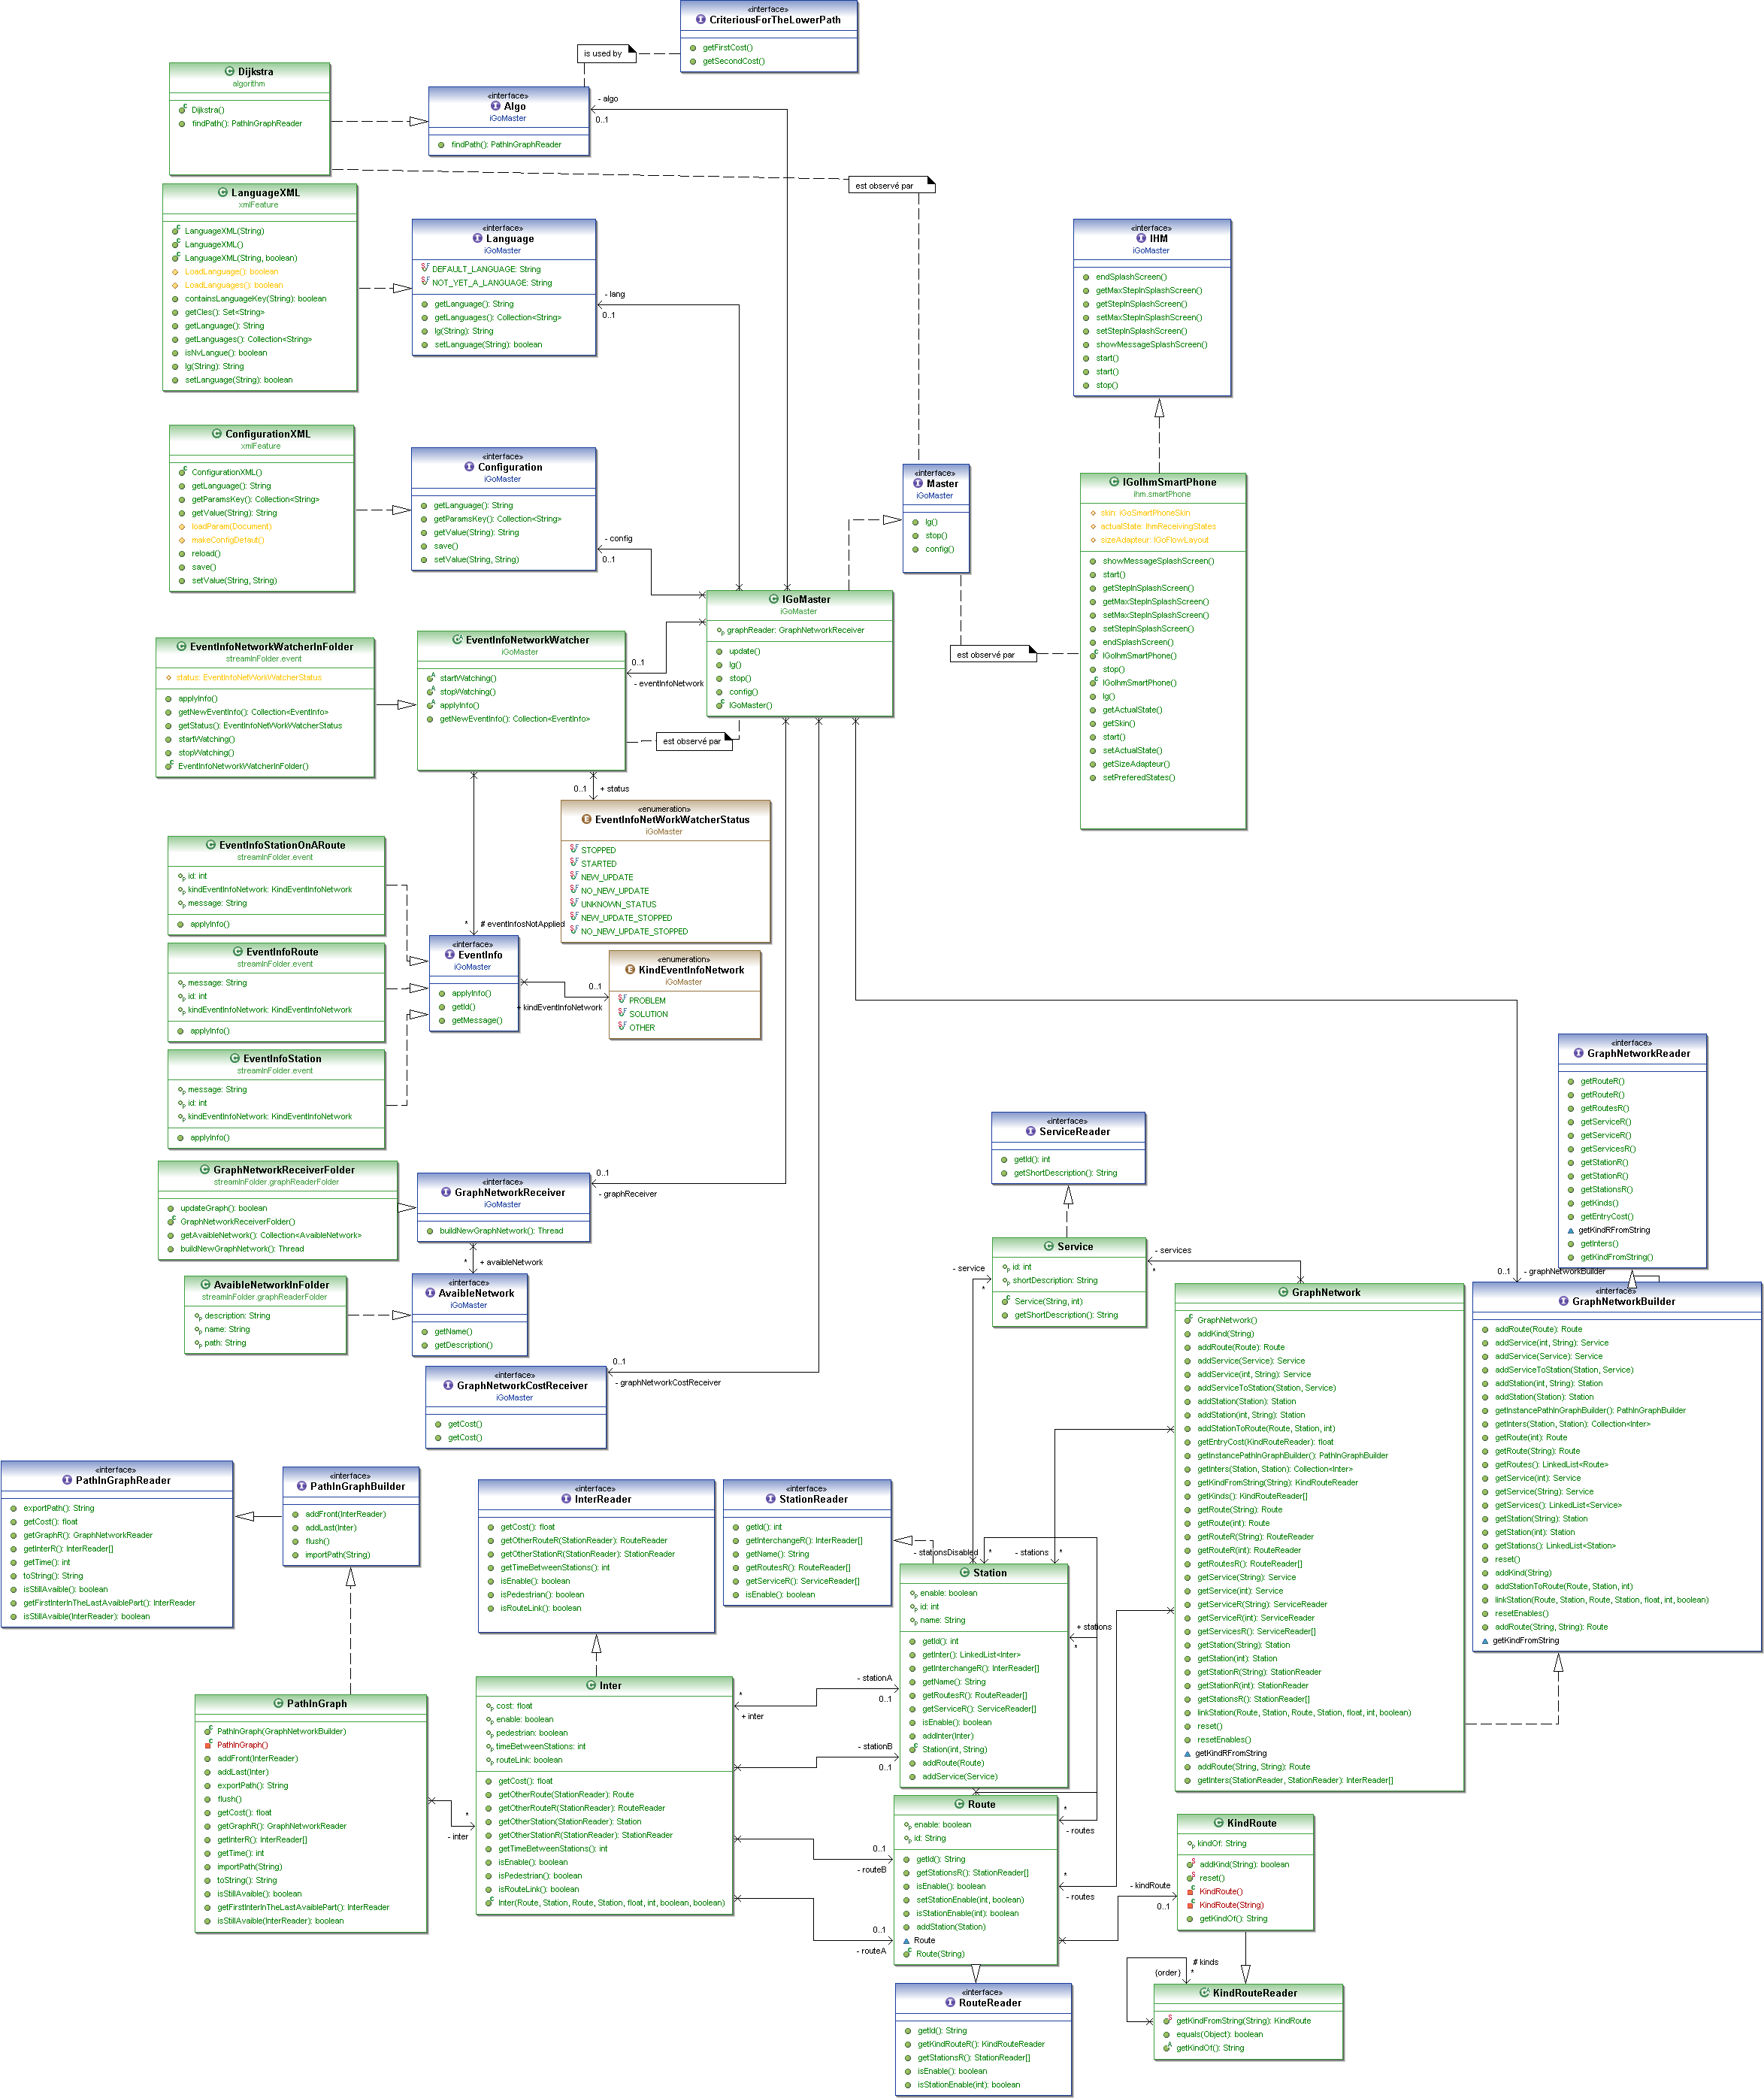 «interface»
CriteriousForTheLowerPath
getFirstCost()
getSecondCost()
is used by
Dijkstra
algorithm
Dijkstra()
findPath(): PathInGraphReader
«interface»
Algo
iGoMaster
findPath(): PathInGraphReader
- algo
0..1
est observé par
LanguageXML
xmlFeature
LanguageXML(String)
LanguageXML()
LanguageXML(String, boolean)
LoadLanguage(): boolean
LoadLanguages(): boolean
containsLanguageKey(String): boolean
getCles(): Set<String>
getLanguage(): String
getLanguages(): Collection<String>
isNvLangue(): boolean
lg(String): String
setLanguage(String): boolean
«interface»
Language
iGoMaster
DEFAULT_LANGUAGE: String
NOT_YET_A_LANGUAGE: String
getLanguage(): String
getLanguages(): Collection<String>
lg(String): String
setLanguage(String): boolean
- lang
0..1
«interface»
IHM
iGoMaster
endSplashScreen()
getMaxStepInSplashScreen()
getStepInSplashScreen()
setMaxStepInSplashScreen()
setStepInSplashScreen()
showMessageSplashScreen()
start()
start()
stop()
ConfigurationXML
xmlFeature
ConfigurationXML()
getLanguage(): String
getParamsKey(): Collection<String>
getValue(String): String
loadParam(Document)
makeConfigDefaut()
reload()
save()
setValue(String, String)
«interface»
Configuration
iGoMaster
getLanguage(): String
getParamsKey(): Collection<String>
getValue(String): String
save()
setValue(String, String)
- config
0..1
«interface»
Master
iGoMaster
lg()
stop()
config()
IGoIhmSmartPhone
ihm.smartPhone
skin: iGoSmartPhoneSkin
actualState: IhmReceivingStates
sizeAdapteur: IGoFlowLayout
showMessageSplashScreen()
start()
getStepInSplashScreen()
getMaxStepInSplashScreen()
setMaxStepInSplashScreen()
setStepInSplashScreen()
endSplashScreen()
IGoIhmSmartPhone()
stop()
IGoIhmSmartPhone()
lg()
getActualState()
getSkin()
start()
setActualState()
getSizeAdapteur()
setPreferedStates()
est observé par
IGoMaster
iGoMaster
graphReader: GraphNetworkReceiver
update()
lg()
stop()
config()
IGoMaster()
EventInfoNetworkWatcherInFolder
streamInFolder.event
status: EventInfoNetWorkWatcherStatus
applyInfo()
getNewEventInfo(): Collection<EventInfo>
getStatus(): EventInfoNetWorkWatcherStatus
startWatching()
stopWatching()
EventInfoNetworkWatcherInFolder()
EventInfoNetworkWatcher
iGoMaster
startWatching()
stopWatching()
applyInfo()
getNewEventInfo(): Collection<EventInfo>
0..1
- eventInfoNetwork
est observé par
0..1
+ status
«enumeration»
EventInfoNetWorkWatcherStatus
iGoMaster
STOPPED
STARTED
NEW_UPDATE
NO_NEW_UPDATE
UNKNOWN_STATUS
NEW_UPDATE_STOPPED
NO_NEW_UPDATE_STOPPED
EventInfoStationOnARoute
streamInFolder.event
id: int
kindEventInfoNetwork: KindEventInfoNetwork
message: String
applyInfo()
*
# eventInfosNotApplied
«interface»
EventInfo
iGoMaster
applyInfo()
getId()
getMessage()
EventInfoRoute
streamInFolder.event
message: String
id: int
kindEventInfoNetwork: KindEventInfoNetwork
applyInfo()
0..1
+ kindEventInfoNetwork
«enumeration»
KindEventInfoNetwork
iGoMaster
PROBLEM
SOLUTION
OTHER
EventInfoStation
streamInFolder.event
message: String
id: int
kindEventInfoNetwork: KindEventInfoNetwork
applyInfo()
«interface»
GraphNetworkReader
getRouteR()
getRouteR()
getRoutesR()
getServiceR()
getServiceR()
getServicesR()
getStationR()
getStationR()
getStationsR()
getKinds()
getEntryCost()
getKindRFromString
getInters()
getKindFromString()
«interface»
ServiceReader
getId(): int
getShortDescription(): String
GraphNetworkReceiverFolder
streamInFolder.graphReaderFolder
updateGraph(): boolean
GraphNetworkReceiverFolder()
getAvaibleNetwork(): Collection<AvaibleNetwork>
buildNewGraphNetwork(): Thread
«interface»
GraphNetworkReceiver
iGoMaster
buildNewGraphNetwork(): Thread
0..1
- graphReceiver
*
+ avaibleNetwork
AvaibleNetworkInFolder
streamInFolder.graphReaderFolder
description: String
name: String
path: String
«interface»
AvaibleNetwork
iGoMaster
getName()
getDescription()
Service
id: int
shortDescription: String
Service(String, int)
getShortDescription(): String
- service
*
- services
*
0..1
- graphNetworkBuilder
«interface»
GraphNetworkCostReceiver
iGoMaster
getCost()
getCost()
0..1
- graphNetworkCostReceiver
GraphNetwork
GraphNetwork()
addKind(String)
addRoute(Route): Route
addService(Service): Service
addService(int, String): Service
addServiceToStation(Station, Service)
addStation(Station): Station
addStation(int, String): Station
addStationToRoute(Route, Station, int)
getEntryCost(KindRouteReader): float
getInstancePathInGraphBuilder(): PathInGraphBuilder
getInters(Station, Station): Collection<Inter>
getKindFromString(String): KindRouteReader
getKinds(): KindRouteReader[]
getRoute(String): Route
getRoute(int): Route
getRouteR(String): RouteReader
getRouteR(int): RouteReader
getRoutesR(): RouteReader[]
getService(String): Service
getService(int): Service
getServiceR(String): ServiceReader
getServiceR(int): ServiceReader
getServicesR(): ServiceReader[]
getStation(String): Station
getStation(int): Station
getStationR(String): StationReader
getStationR(int): StationReader
getStationsR(): StationReader[]
linkStation(Route, Station, Route, Station, float, int, boolean)
reset()
resetEnables()
getKindRFromString
addRoute(String, String): Route
getInters(StationReader, StationReader): InterReader[]
«interface»
GraphNetworkBuilder
addRoute(Route): Route
addService(int, String): Service
addService(Service): Service
addServiceToStation(Station, Service)
addStation(int, String): Station
addStation(Station): Station
getInstancePathInGraphBuilder(): PathInGraphBuilder
getInters(Station, Station): Collection<Inter>
getRoute(int): Route
getRoute(String): Route
getRoutes(): LinkedList<Route>
getService(int): Service
getService(String): Service
getServices(): LinkedList<Service>
getStation(String): Station
getStation(int): Station
getStations(): LinkedList<Station>
reset()
addKind(String)
addStationToRoute(Route, Station, int)
linkStation(Route, Station, Route, Station, float, int, boolean)
resetEnables()
addRoute(String, String): Route
getKindFromString
«interface»
PathInGraphReader
exportPath(): String
getCost(): float
getGraphR(): GraphNetworkReader
getInterR(): InterReader[]
getTime(): int
toString(): String
isStillAvaible(): boolean
getFirstInterInTheLastAvaiblePart(): InterReader
isStillAvaible(InterReader): boolean
«interface»
PathInGraphBuilder
addFront(InterReader)
addLast(Inter)
flush()
importPath(String)
«interface»
InterReader
getCost(): float
getOtherRouteR(StationReader): RouteReader
getOtherStationR(StationReader): StationReader
getTimeBetweenStations(): int
isEnable(): boolean
isPedestrian(): boolean
isRouteLink(): boolean
«interface»
StationReader
getId(): int
getInterchangeR(): InterReader[]
getName(): String
getRoutesR(): RouteReader[]
getServiceR(): ServiceReader[]
isEnable(): boolean
- stationsDisabled
*
- stations
*
Station
enable: boolean
id: int
name: String
getId(): int
getInter(): LinkedList<Inter>
getInterchangeR(): InterReader[]
getName(): String
getRoutesR(): RouteReader[]
getServiceR(): ServiceReader[]
isEnable(): boolean
addInter(Inter)
Station(int, String)
addRoute(Route)
addService(Service)
+ stations
*
- stationA
0..1
*
+ inter
- stationB
0..1
PathInGraph
PathInGraph(GraphNetworkBuilder)
PathInGraph()
addFront(InterReader)
addLast(Inter)
exportPath(): String
flush()
getCost(): float
getGraphR(): GraphNetworkReader
getInterR(): InterReader[]
getTime(): int
importPath(String)
toString(): String
isStillAvaible(): boolean
getFirstInterInTheLastAvaiblePart(): InterReader
isStillAvaible(InterReader): boolean
*
- inter
Inter
cost: float
enable: boolean
pedestrian: boolean
timeBetweenStations: int
routeLink: boolean
getCost(): float
getOtherRoute(StationReader): Route
getOtherRouteR(StationReader): RouteReader
getOtherStation(StationReader): Station
getOtherStationR(StationReader): StationReader
getTimeBetweenStations(): int
isEnable(): boolean
isPedestrian(): boolean
isRouteLink(): boolean
Inter(Route, Station, Route, Station, float, int, boolean, boolean)
0..1
- routeB
0..1
- routeA
Route
enable: boolean
id: String
getId(): String
getStationsR(): StationReader[]
isEnable(): boolean
setStationEnable(int, boolean)
isStationEnable(int): boolean
addStation(Station)
Route
Route(String)
*
- routes
*
- routes
- kindRoute
0..1
KindRoute
kindOf: String
addKind(String): boolean
reset()
KindRoute()
KindRoute(String)
getKindOf(): String
# kinds
{order}
*
«interface»
RouteReader
getId(): String
getKindRouteR(): KindRouteReader
getStationsR(): StationReader[]
isEnable(): boolean
isStationEnable(int): boolean
KindRouteReader
getKindFromString(String): KindRoute
equals(Object): boolean
getKindOf(): String